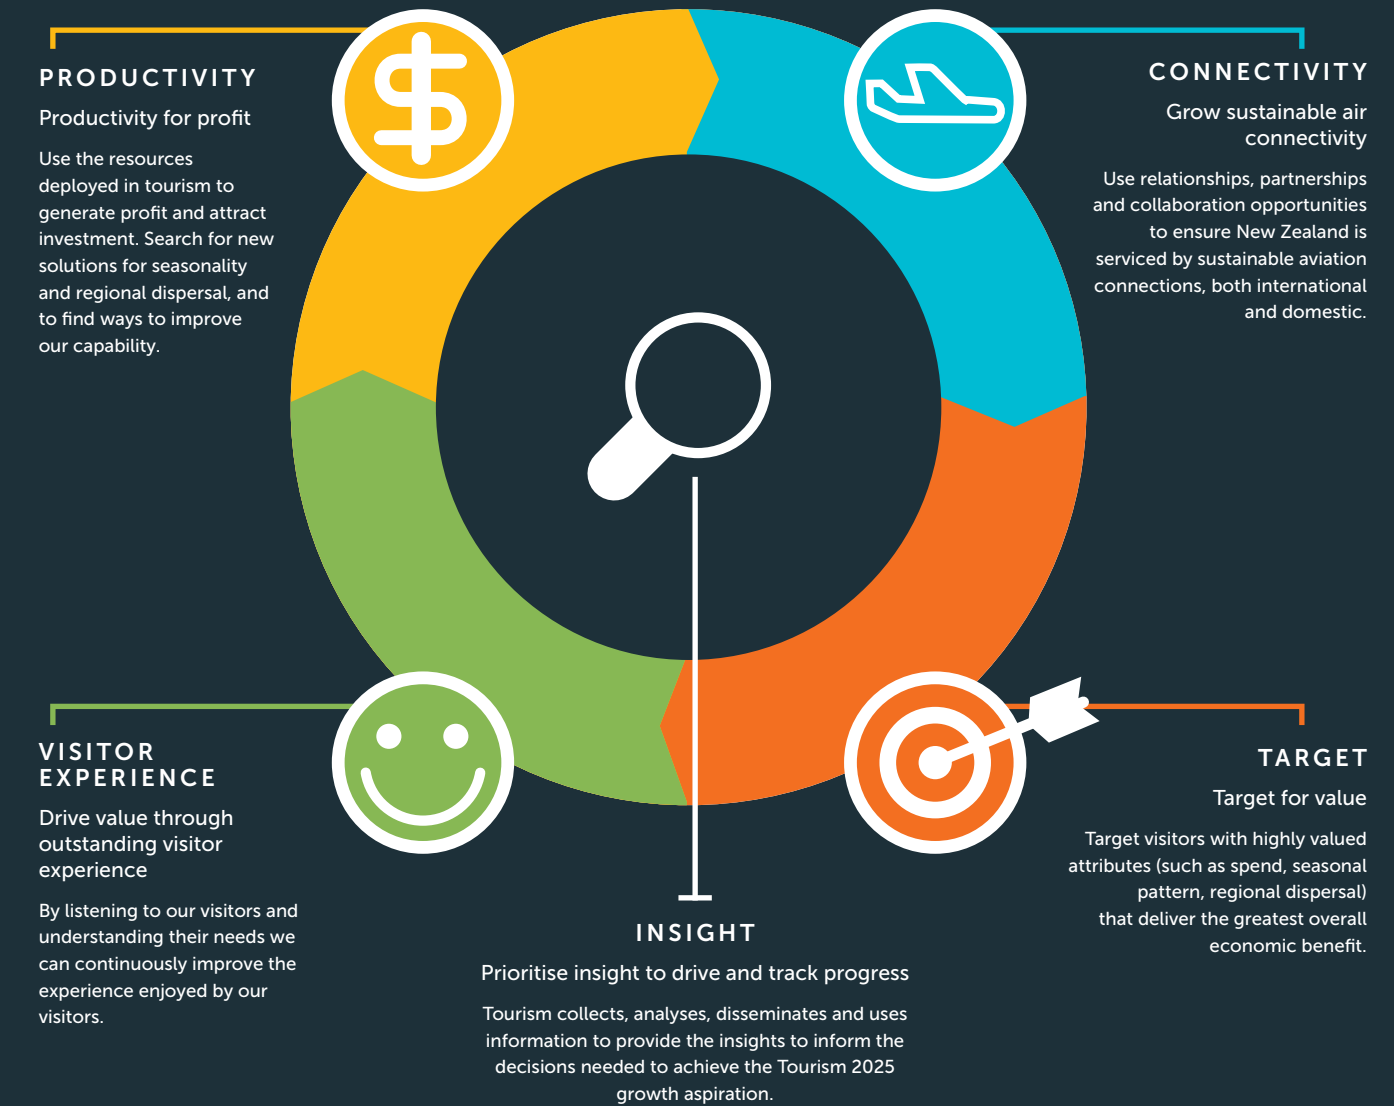 PRODUCTIVITY
Productivity for profit
Use the resources
deployed in tourism to
generate profit and attract
investment. Search for new
solutions for seasonality
and regional dispersal, and
to find ways to improve
our capability.
CONNECTIVITY
Grow sustainable air
connectivity
Use relationships, partnerships
and collaboration opportunities
to ensure New Zealand is
serviced by sustainable aviation
connections, both international
and domestic.
VISITOR
EXPERIENCE
Drive value through
outstanding visitor
experience
By listening to our visitors and
understanding their needs we
can continuously improve the
experience enjoyed by our
visitors.
INSIGHT
Prioritise insight to drive and track progress
Tourism collects, analyses, disseminates and uses
information to provide the insights to inform the
decisions needed to achieve the Tourism 2025
growth aspiration.
TARGET
Target for value
Target visitors with highly valued
attributes (such as spend, seasonal
pattern, regional dispersal)
that deliver the greatest overall
economic benefit.